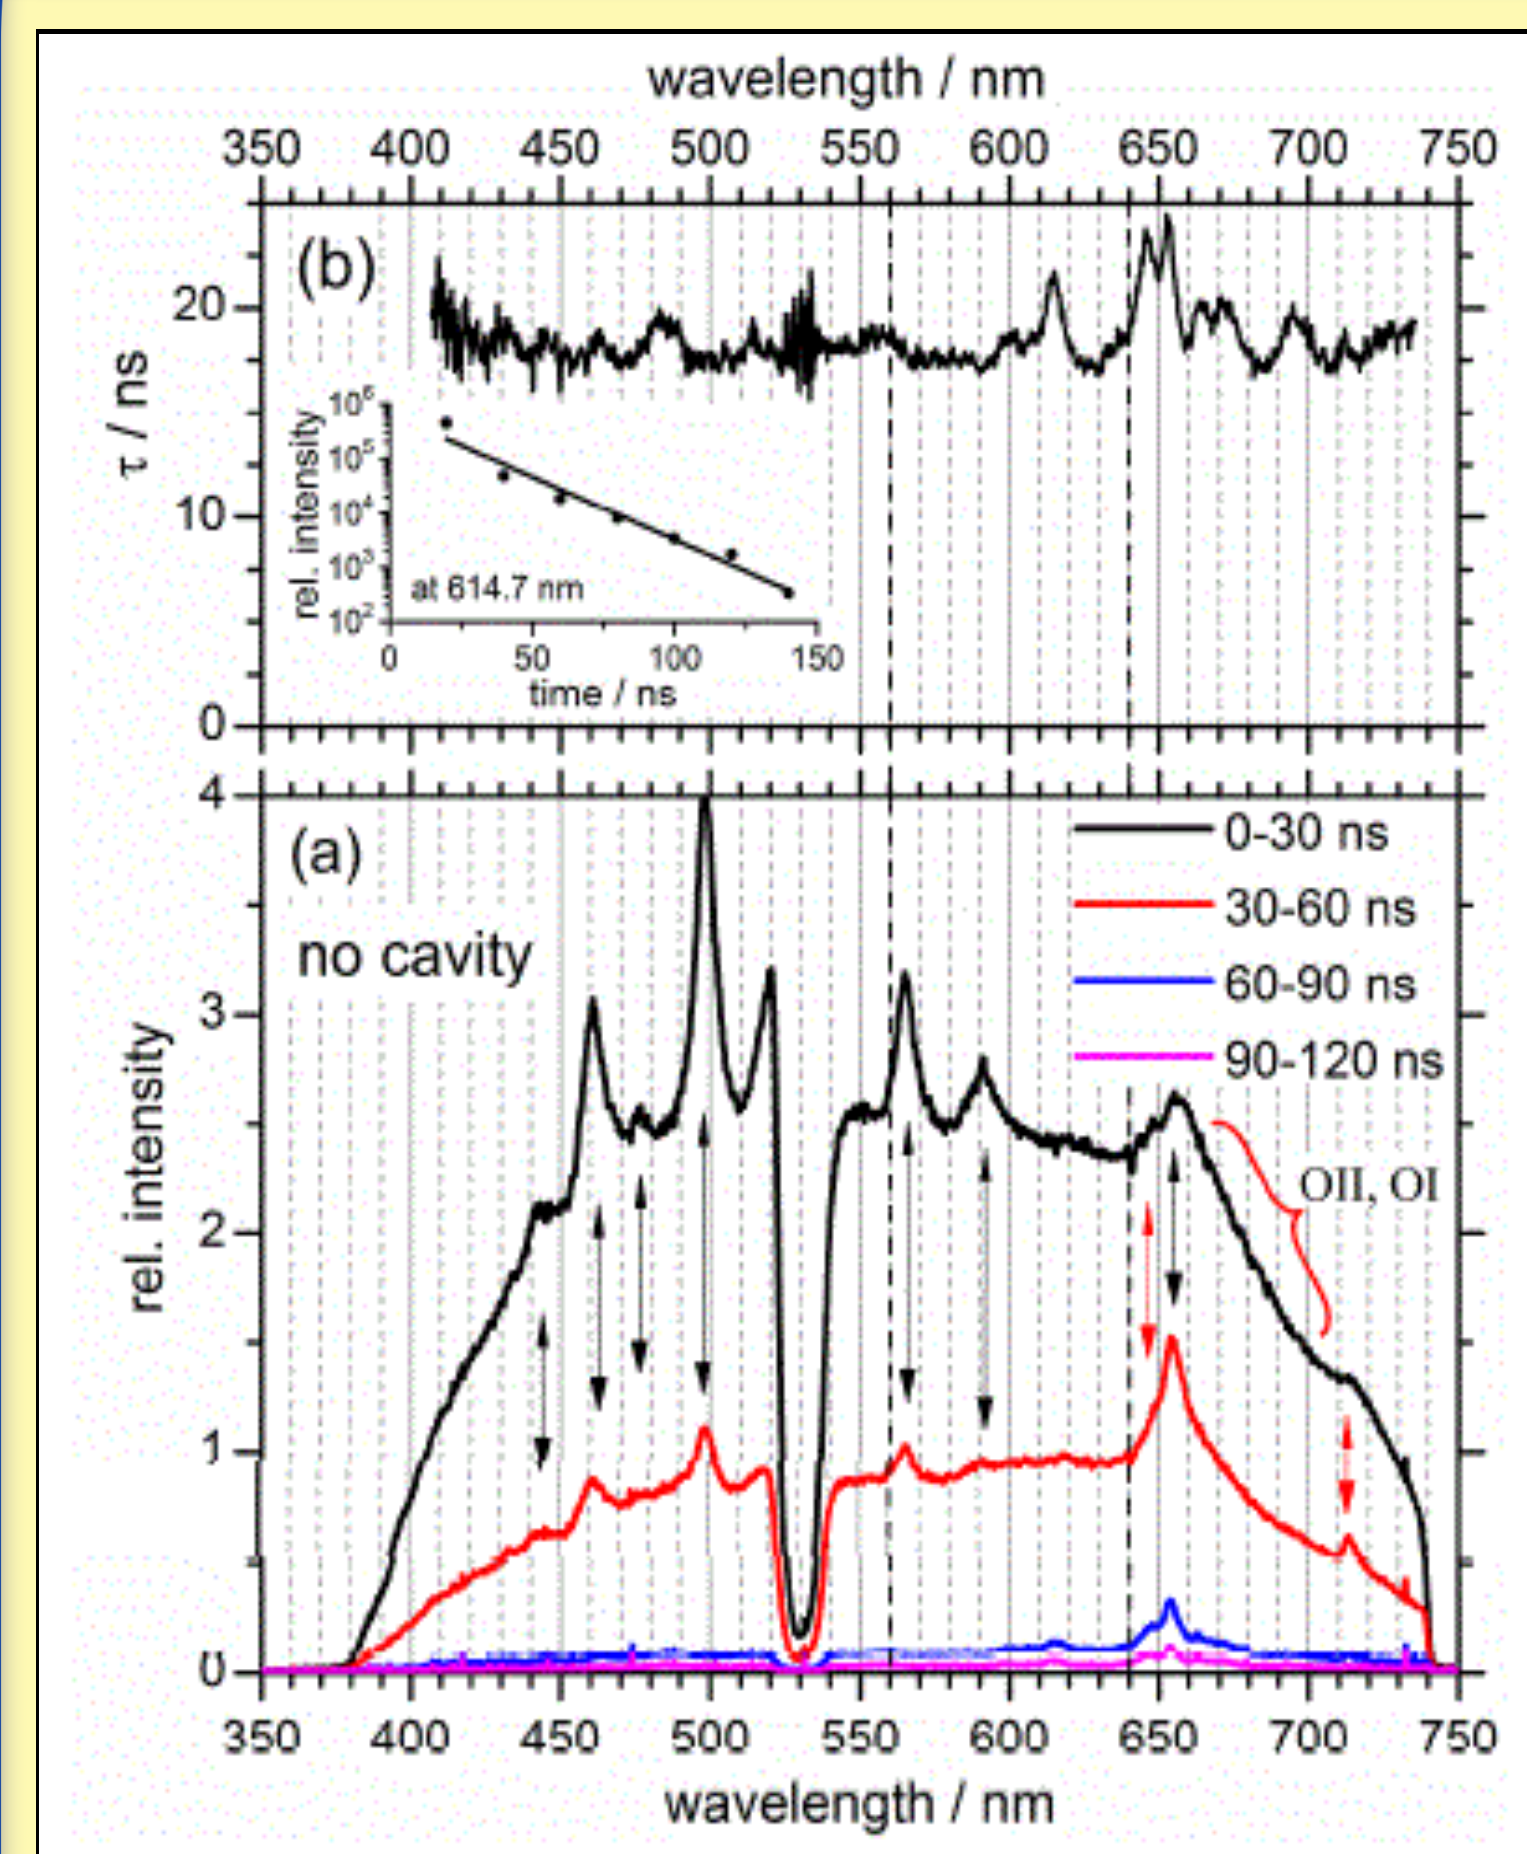 wavelength / nm
350 400 450 500 550 600 650 700 750
(b)
20
10
0
τ / ns
10⁶
10⁵
10⁴
10³
10²
rel. intensity
at 614.7 nm
0 50 100 150
time / ns
4
3
2
1
0
rel. intensity
(a)
no cavity
0-30 ns
30-60 ns
60-90 ns
90-120 ns
OII, OI
350 400 450 500 550 600 650 700 750
wavelength / nm